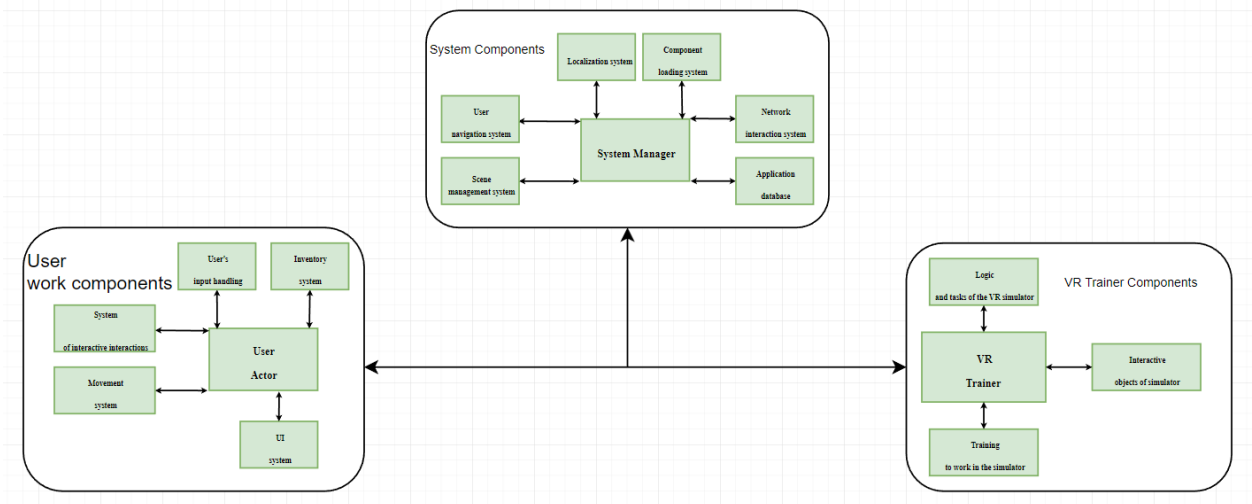 System Components
Localization system
Component
loading system
User
navigation system
Network
interaction system
System Manager
Scene
management system
Application
database
User
work components
User's
input handling
Inventory
system
System
of interactive interactions
User
Actor
Movement
system
UI
system
VR Trainer Components
Logic
and tasks of the VR simulator
VR
Trainer
Interactive
objects of simulator
Training
to work in the simulator